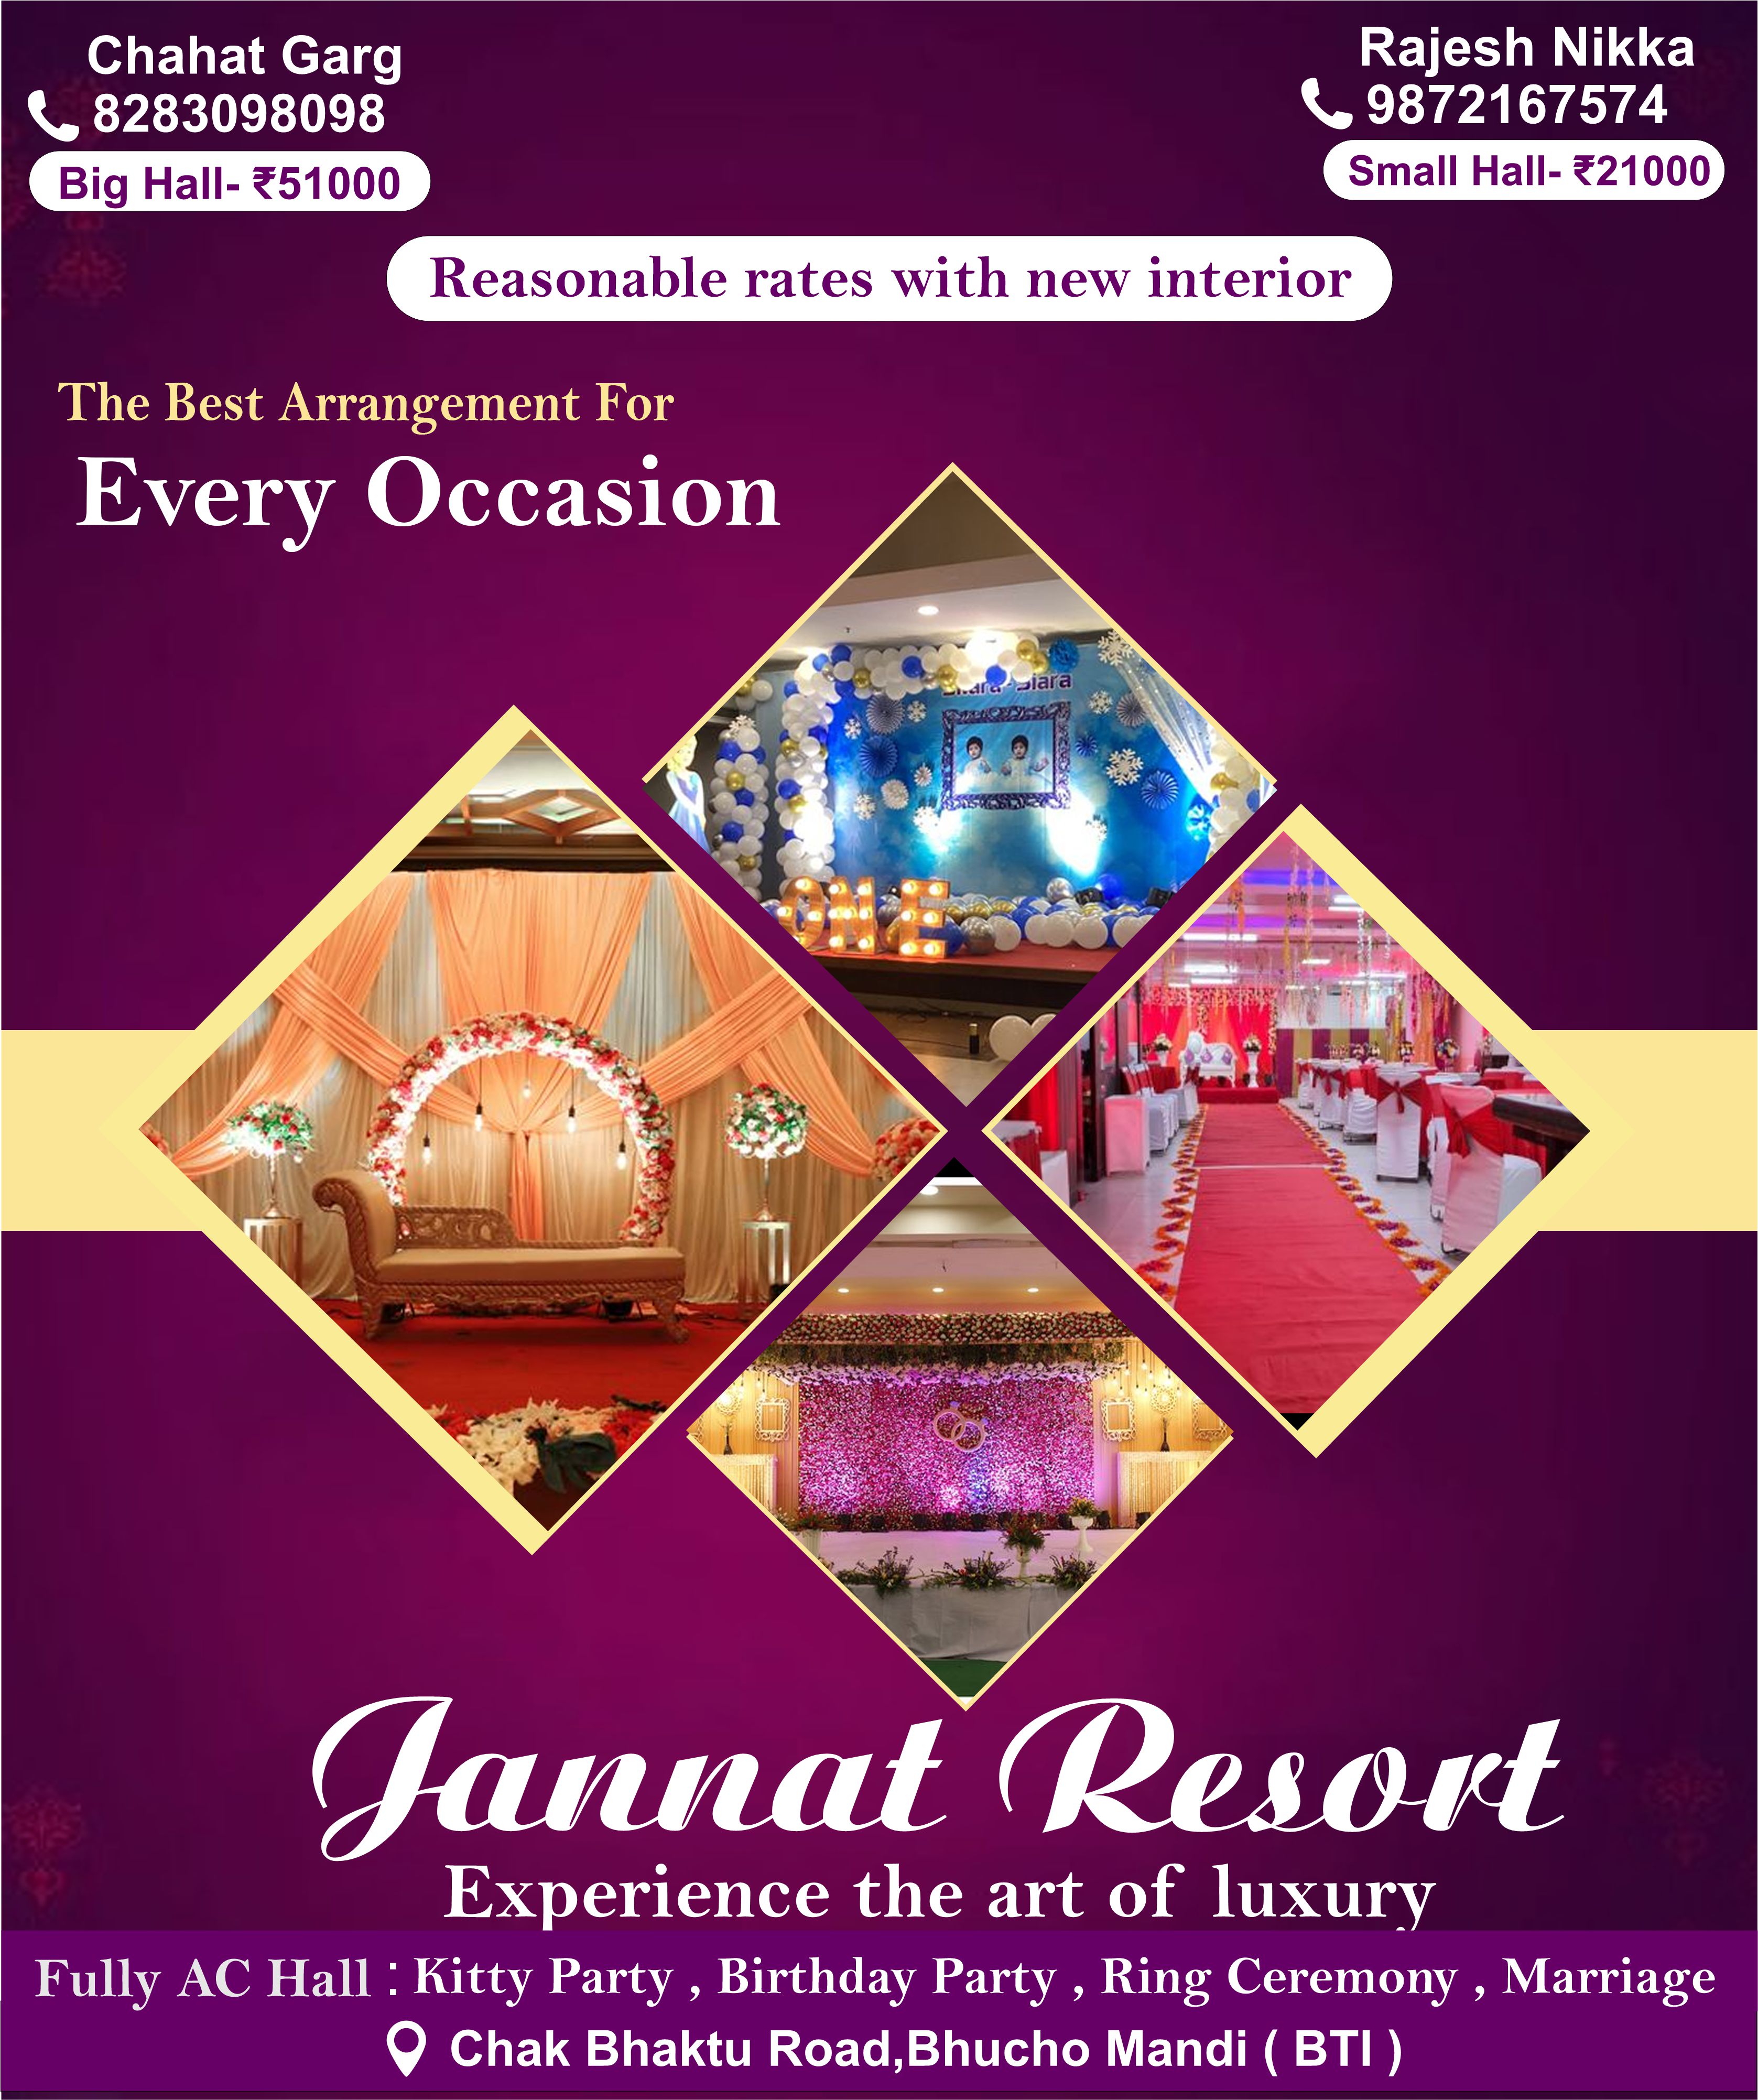 Chahat Garg
8283098098
Big Hall- ₹51000
Rajesh Nikka
9872167574
Small Hall- ₹21000
Reasonable rates with new interior
The Best Arrangement For
Every Occasion
ONE
Jannat Resort
Experience the art of luxury
Fully AC Hall : Kitty Party , Birthday Party , Ring Ceremony , Marriage
Chak Bhaktu Road,Bhucho Mandi ( BTI )